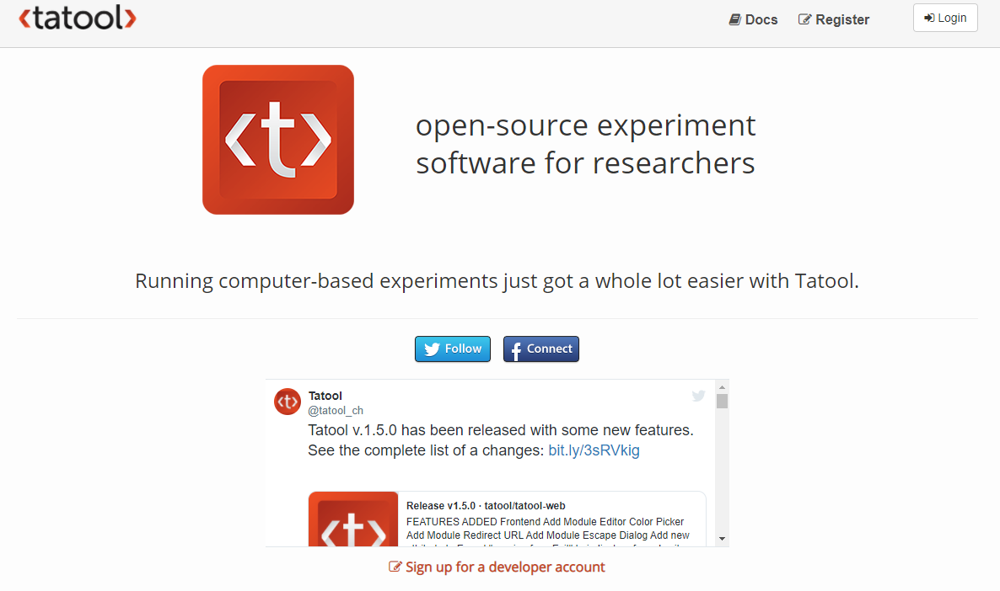 ‹tatool›
Docs
Register
Login
‹t›
open-source experiment
software for researchers
Running computer-based experiments just got a whole lot easier with Tatool.
Follow
Connect
‹t›
Tatool
@tatool_ch
Tatool v.1.5.0 has been released with some new features.
See the complete list of a changes: bit.ly/3sRVkig
‹t›
Release v1.5.0 · tatool/tatool-web
FEATURES ADDED Frontend Add Module Editor Color Picker
Add Module Redirect URL Add Module Escape Dialog Add new
Sign up for a developer account